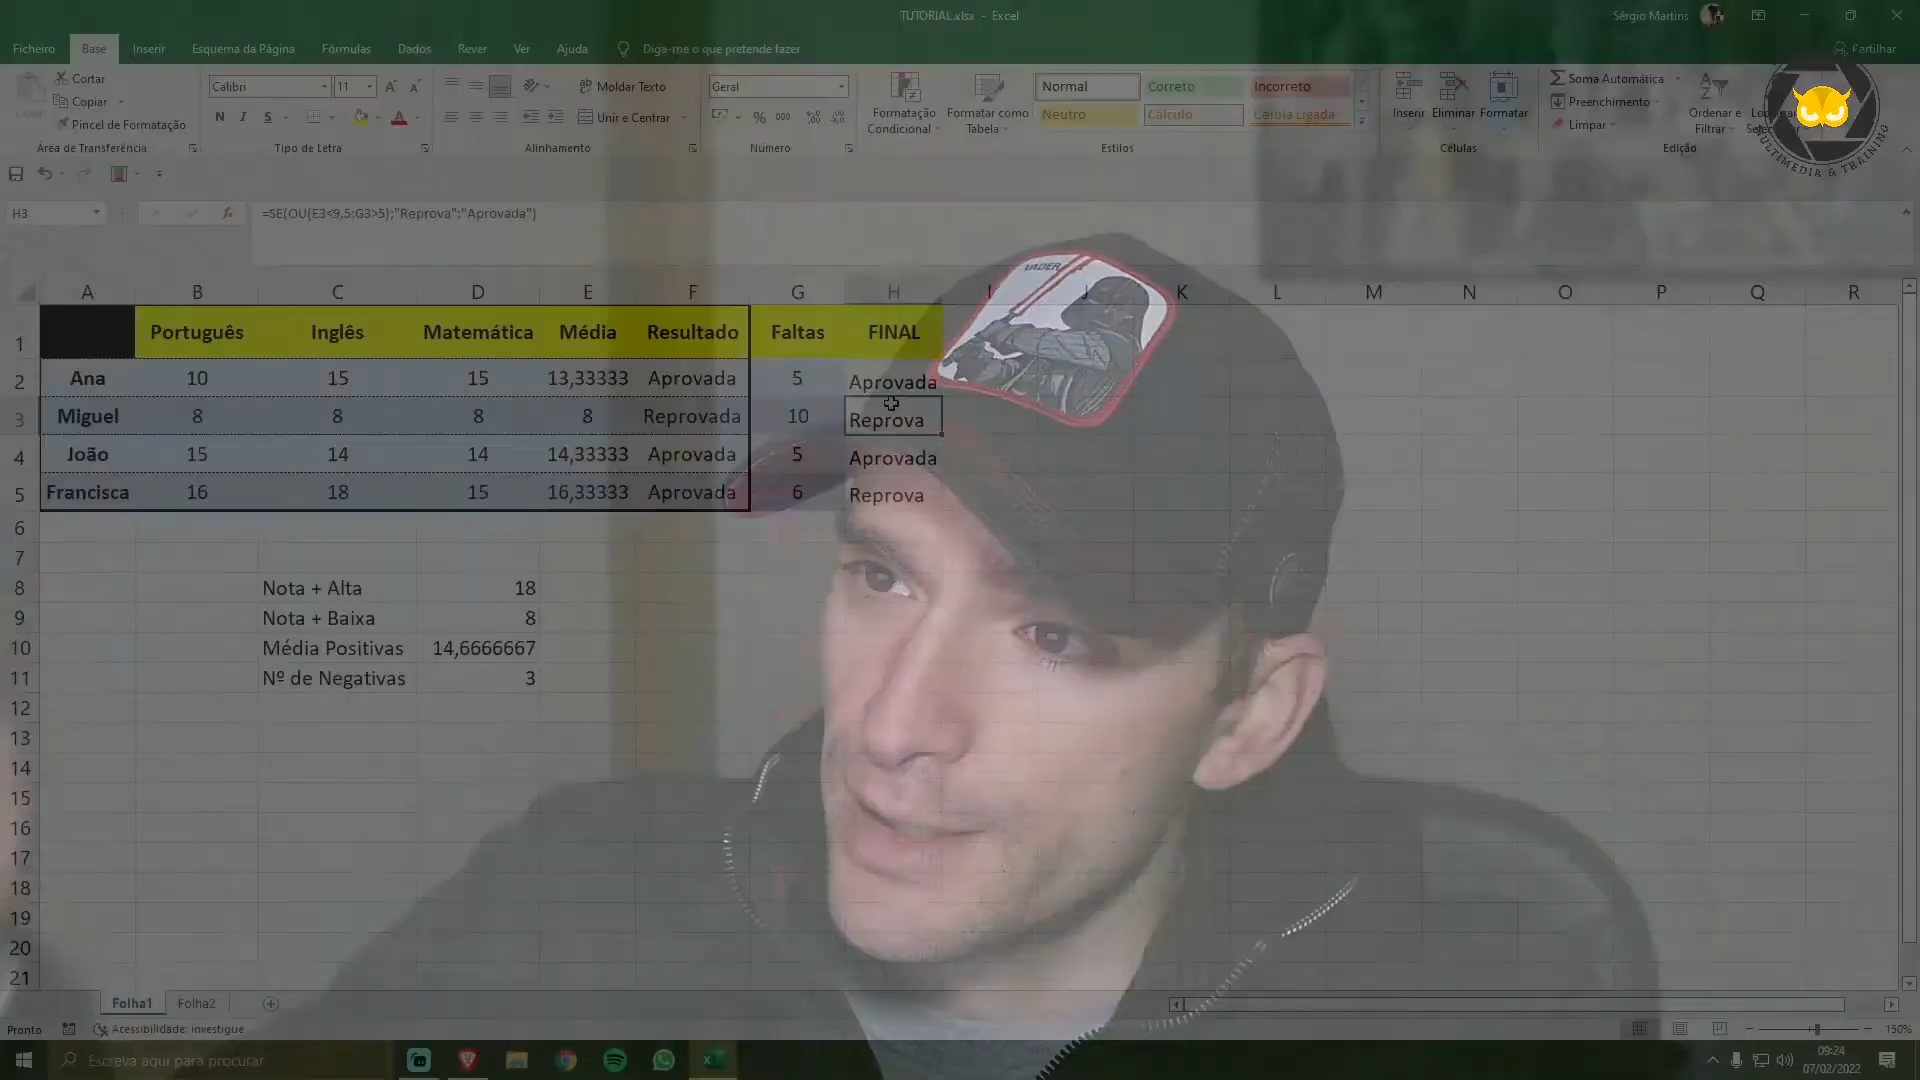 TUTORIAL.xlsx - Excel
Sérgio Martins
Ficheiro Base Inserir Esquema da Página Fórmulas Dados Rever Ver Ajuda Diga-me o que pretende fazer Partilhar
Cortar
Copiar
Pincel de Formatação
Área de Transferência
Calibri 11
N I S
Tipo de Letra
Moldar Texto
Unir e Centrar
Alinhamento
Geral
% 000
Número
Formatação Condicional
Formatar como Tabela
Normal Correto Incorreto
Neutro Cálculo Célula Ligada
Estilos
Inserir Eliminar Formatar
Células
Soma Automática
Preenchimento
Limpar
Ordenar e Filtrar
Edição
MULTIMEDIA & TRAINING
H3 fx =SE(OU(E3<9,5;G3>5);"Reprova";"Aprovada")
A B C D E F G H I J K L M N O P Q R
1 Português Inglês Matemática Média Resultado Faltas FINAL
2 Ana 10 15 15 13,33333 Aprovada 5 Aprovada
3 Miguel 8 8 8 8 Reprovada 10 Reprova
4 João 15 14 14 14,33333 Aprovada 5 Aprovada
5 Francisca 16 18 15 16,33333 Aprovada 6 Reprova
6
7
8 Nota + Alta 18
9 Nota + Baixa 8
10 Média Positivas 14,6666667
11 Nº de Negativas 3
12
13
14
15
16
17
18
19
20
21
VADER
Folha1 Folha2
Pronto Acessibilidade: investigue 150%
Escreva aqui para procurar
09:24
07/02/2022